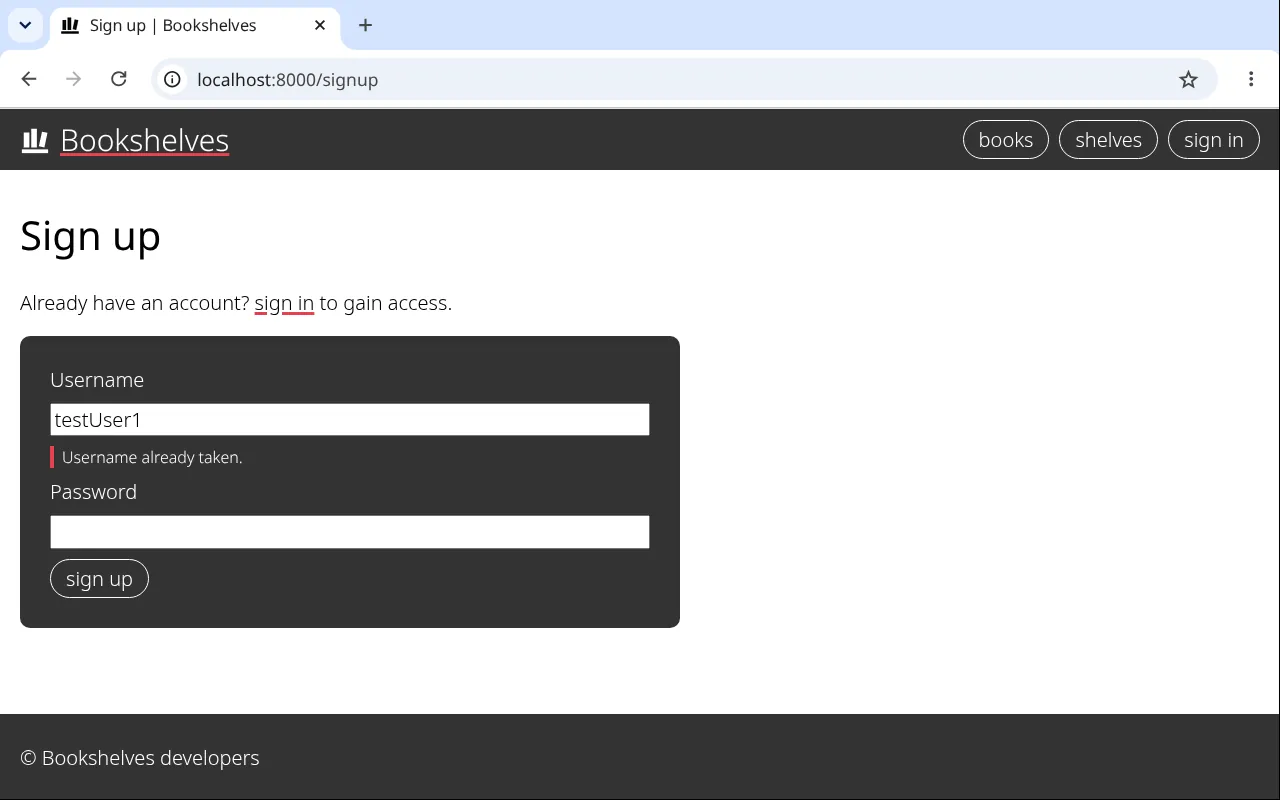 Sign up | Bookshelves
localhost:8000/signup
Bookshelves
books
shelves
sign in
Sign up
Already have an account? sign in to gain access.
Username
testUser1
Username already taken.
Password
sign up
© Bookshelves developers